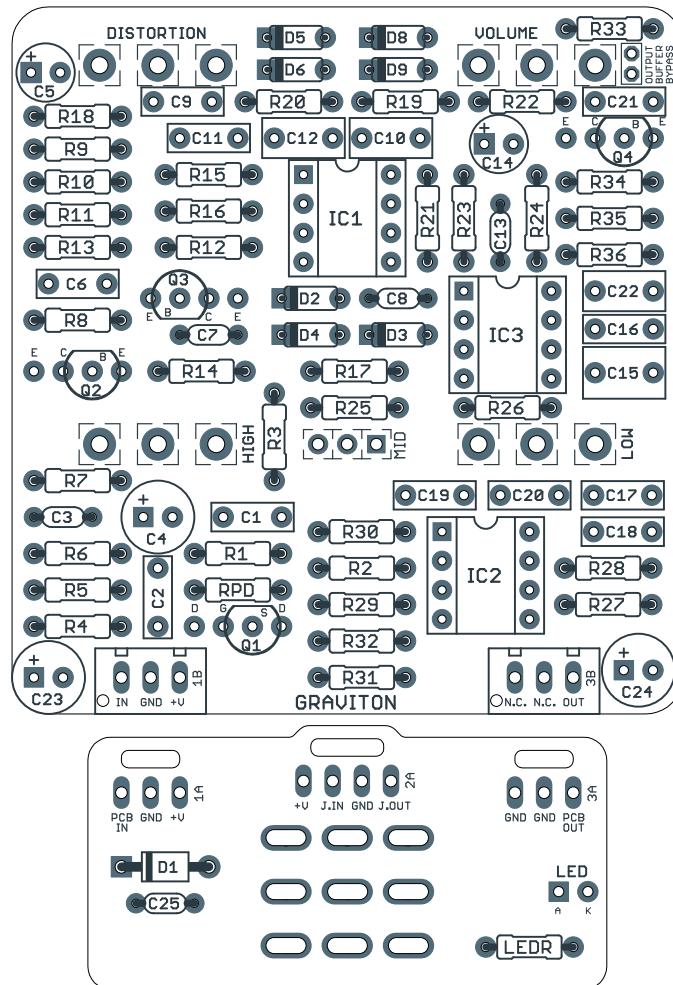 DISTORTION
D5
D8
VOLUME
R33
D6
D9
OUTPUT
BUFFER
BYPASS
+
C5
C9
R20
R19
R22
C21
R18
C11
C12
C10
+
C14
E
C
B
E
Q4
R9
R15
R10
R34
IC1
R21
R23
C13
R24
R11
R16
R35
R13
R12
R36
C6
Q3
E
B
C
E
D2
C8
C22
R8
C7
D4
D3
IC3
C16
E
C
B
E
Q2
R14
R17
C15
R3
R25
R26
HIGH
MID
LOW
R7
C19
C20
C17
C3
+
C4
C1
R30
C18
R6
R1
R2
IC2
R28
R5
C2
RPD
R29
R27
R4
D
G
S
D
Q1
R32
+
C23
IN
GND
+V
1B
R31
N.C.
N.C.
OUT
3B
+
C24
GRAVITON
1A
2A
3A
+V
J.IN
GND
J.OUT
PCB
IN
GND
+V
GND
GND
PCB
OUT
D1
LED
C25
A
K
LEDR